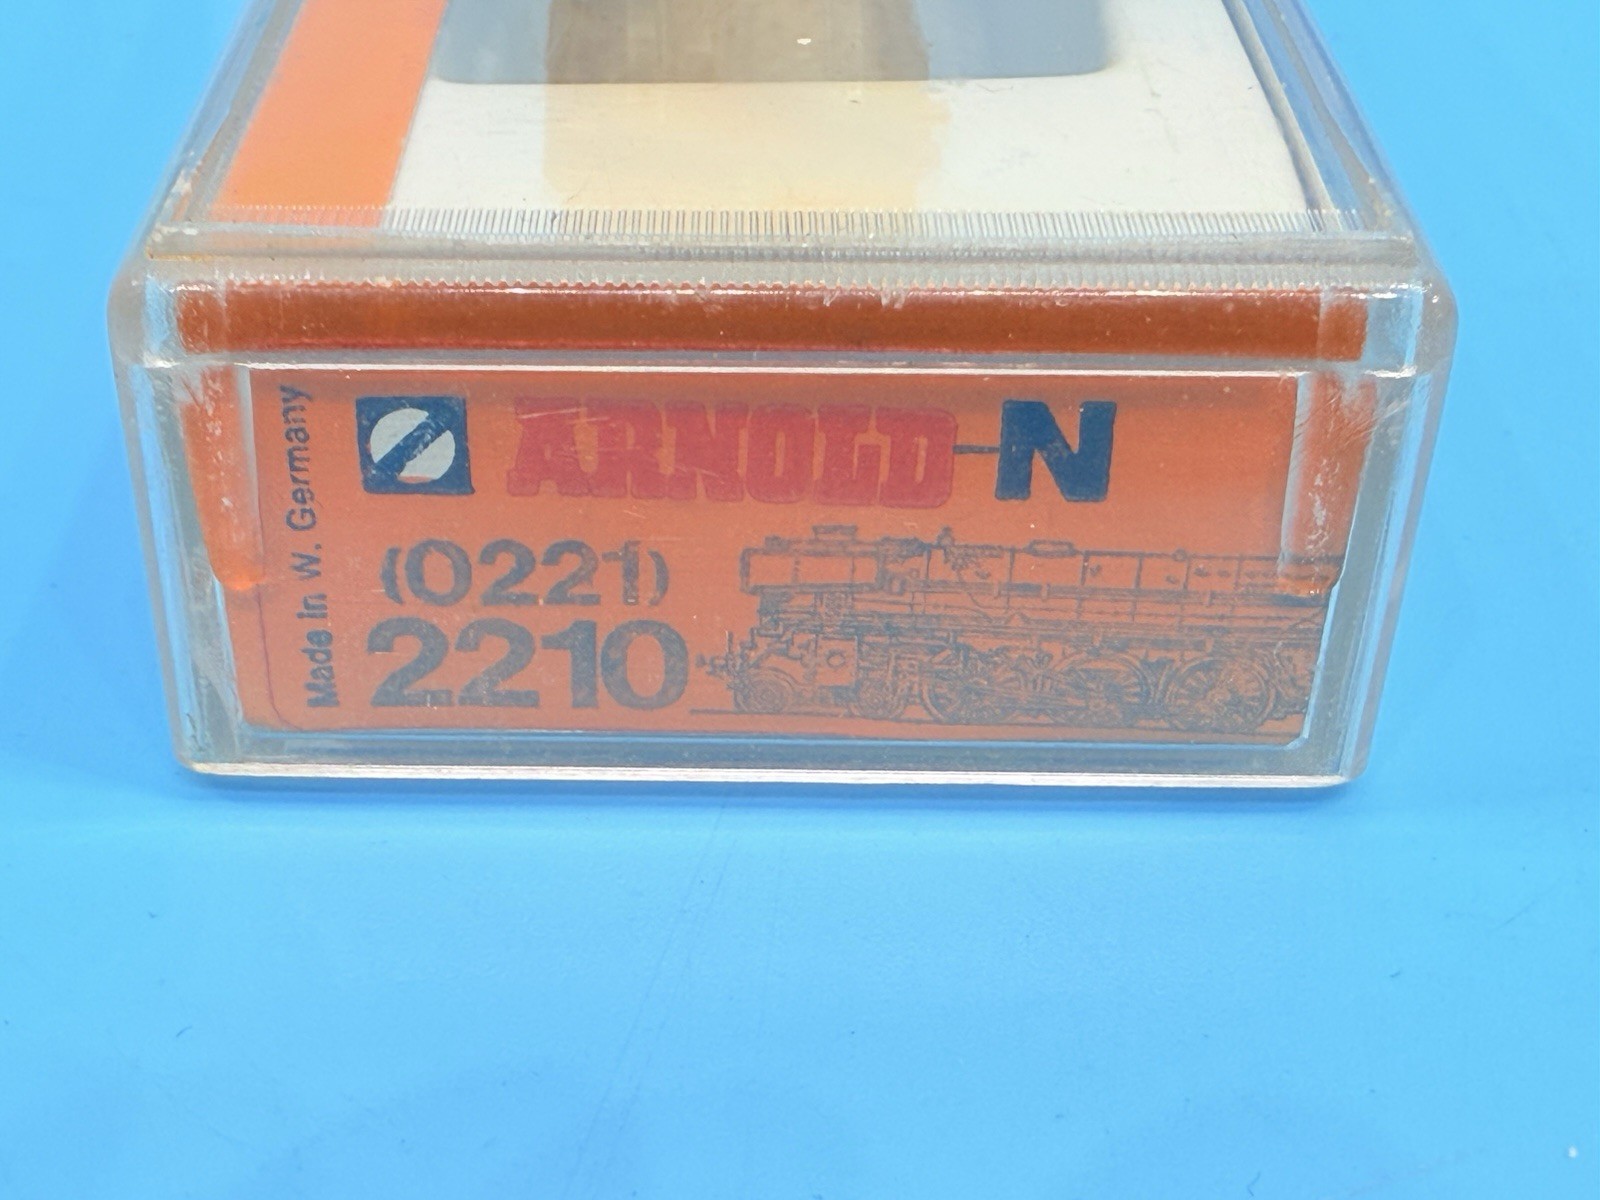 Made in W. Germany
ARNOLD-N
(0221)
2210